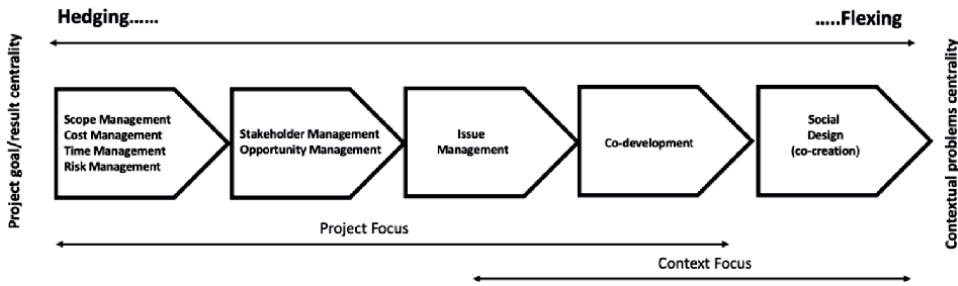 Hedging......
.....Flexing
Project goal/result centrality
Scope Management
Cost Management
Time Management
Risk Management
Stakeholder Management
Opportunity Management
Issue
Management
Co-development
Social
Design
(co-creation)
Contextual problems centrality
Project Focus
Context Focus